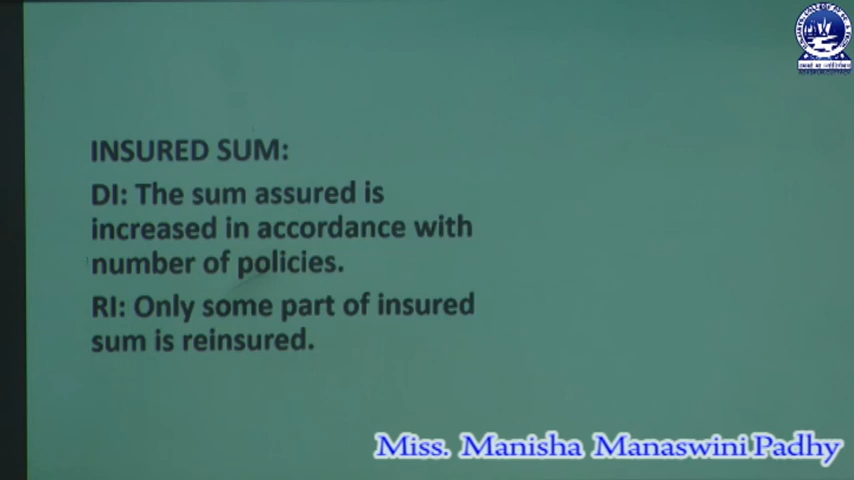 INSURED SUM:
DI: The sum assured is
increased in accordance with
number of policies.
RI: Only some part of insured
sum is reinsured.
Miss. Manisha Manaswini Padhy